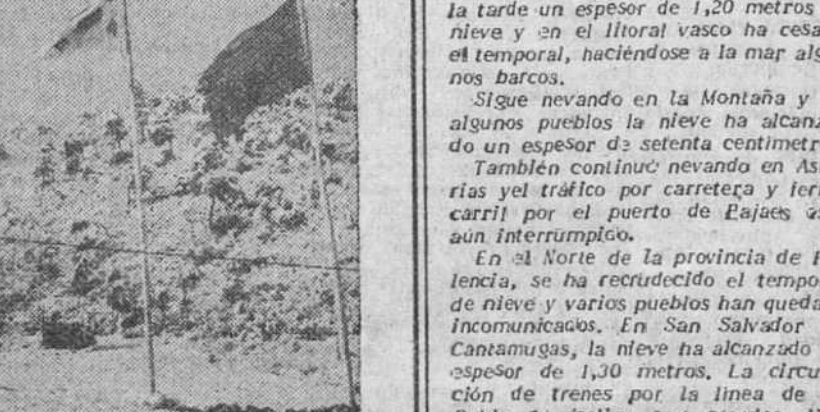 la tarde un espesor de 1,20 metros
nieve y en el litoral vasco ha cesa
el temporal, haciéndose a la mar alg
nos barcos.
Sigue nevando en la Montaña y
algunos pueblos la nieve ha alcanz
do un espesor de setenta centimetr
También continuó nevando en As
rias yel tráfico por carretera y fer
carril por el puerto de Pajaes
aún interrumpido.
En el Norte de la provincia de P
lencia, se ha recrudecido el tempo
de nieve y varios pueblos han queda
incomunicados. En San Salvador
Cantamugas, la nieve ha alcanzado
espesor de 1,30 metros. La circu
ción de trenes por la linea de